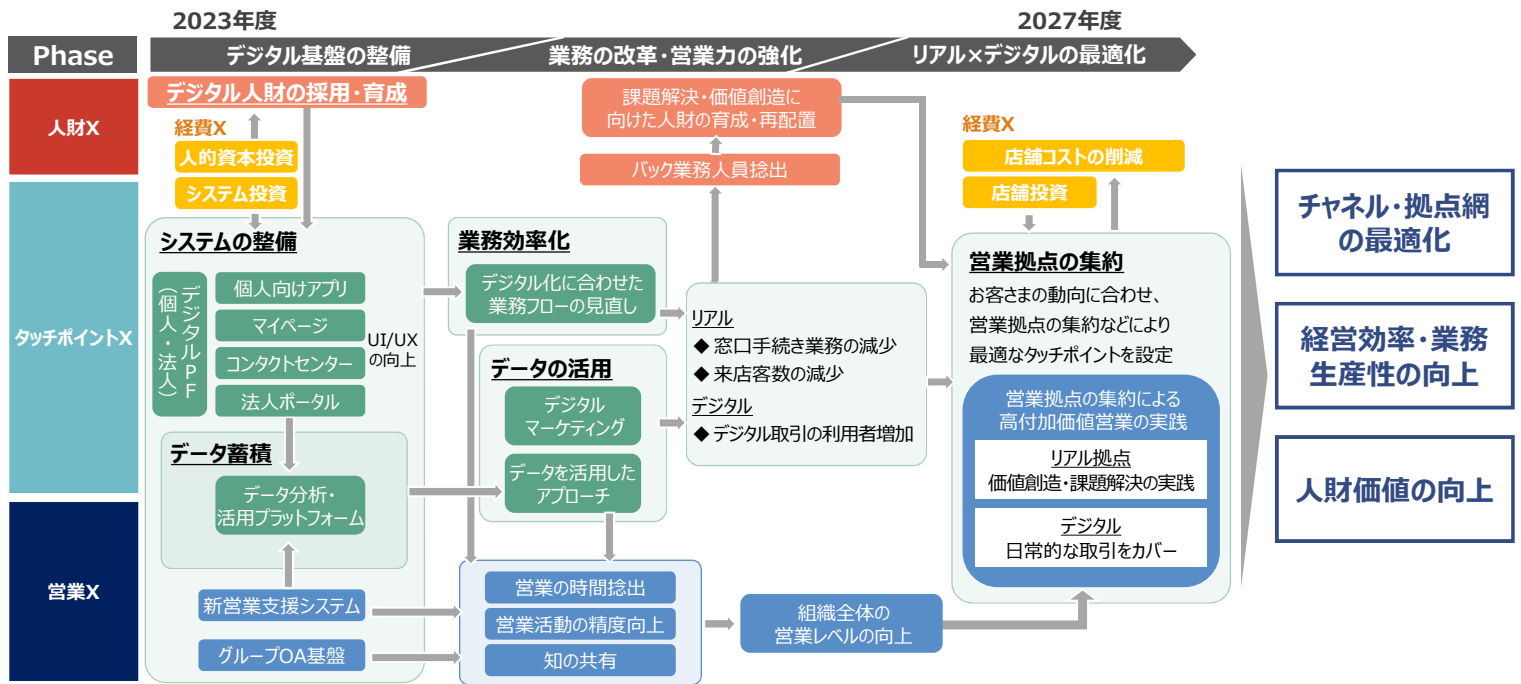 2023年度
2027年度
Phase
デジタル基盤の整備
業務の改革・営業力の強化
リアル×デジタルの最適化
人財X
デジタル人財の採用・育成
経費X
人的資本投資
システム投資
課題解決・価値創造に
向けた人財の育成・再配置
バック業務人員捻出
経費X
店舗コストの削減
店舗投資
タッチポイントX
システムの整備
デジタルPF
(個人・法人)
個人向けアプリ
マイページ
コンタクトセンター
法人ポータル
UI/UX
の向上
データ蓄積
データ分析・
活用プラットフォーム
業務効率化
デジタル化に合わせた
業務フローの見直し
データの活用
デジタル
マーケティング
データを活用した
アプローチ
リアル
◆ 窓口手続き業務の減少
◆ 来店客数の減少
デジタル
◆ デジタル取引の利用者増加
営業拠点の集約
お客さまの動向に合わせ、
営業拠点の集約などにより
最適なタッチポイントを設定
営業拠点の集約による
高付加価値営業の実践
リアル拠点
価値創造・課題解決の実践
デジタル
日常的な取引をカバー
営業X
新営業支援システム
グループOA基盤
営業の時間捻出
営業活動の精度向上
知の共有
組織全体の
営業レベルの向上
チャネル・拠点網
の最適化
経営効率・業務
生産性の向上
人財価値の向上